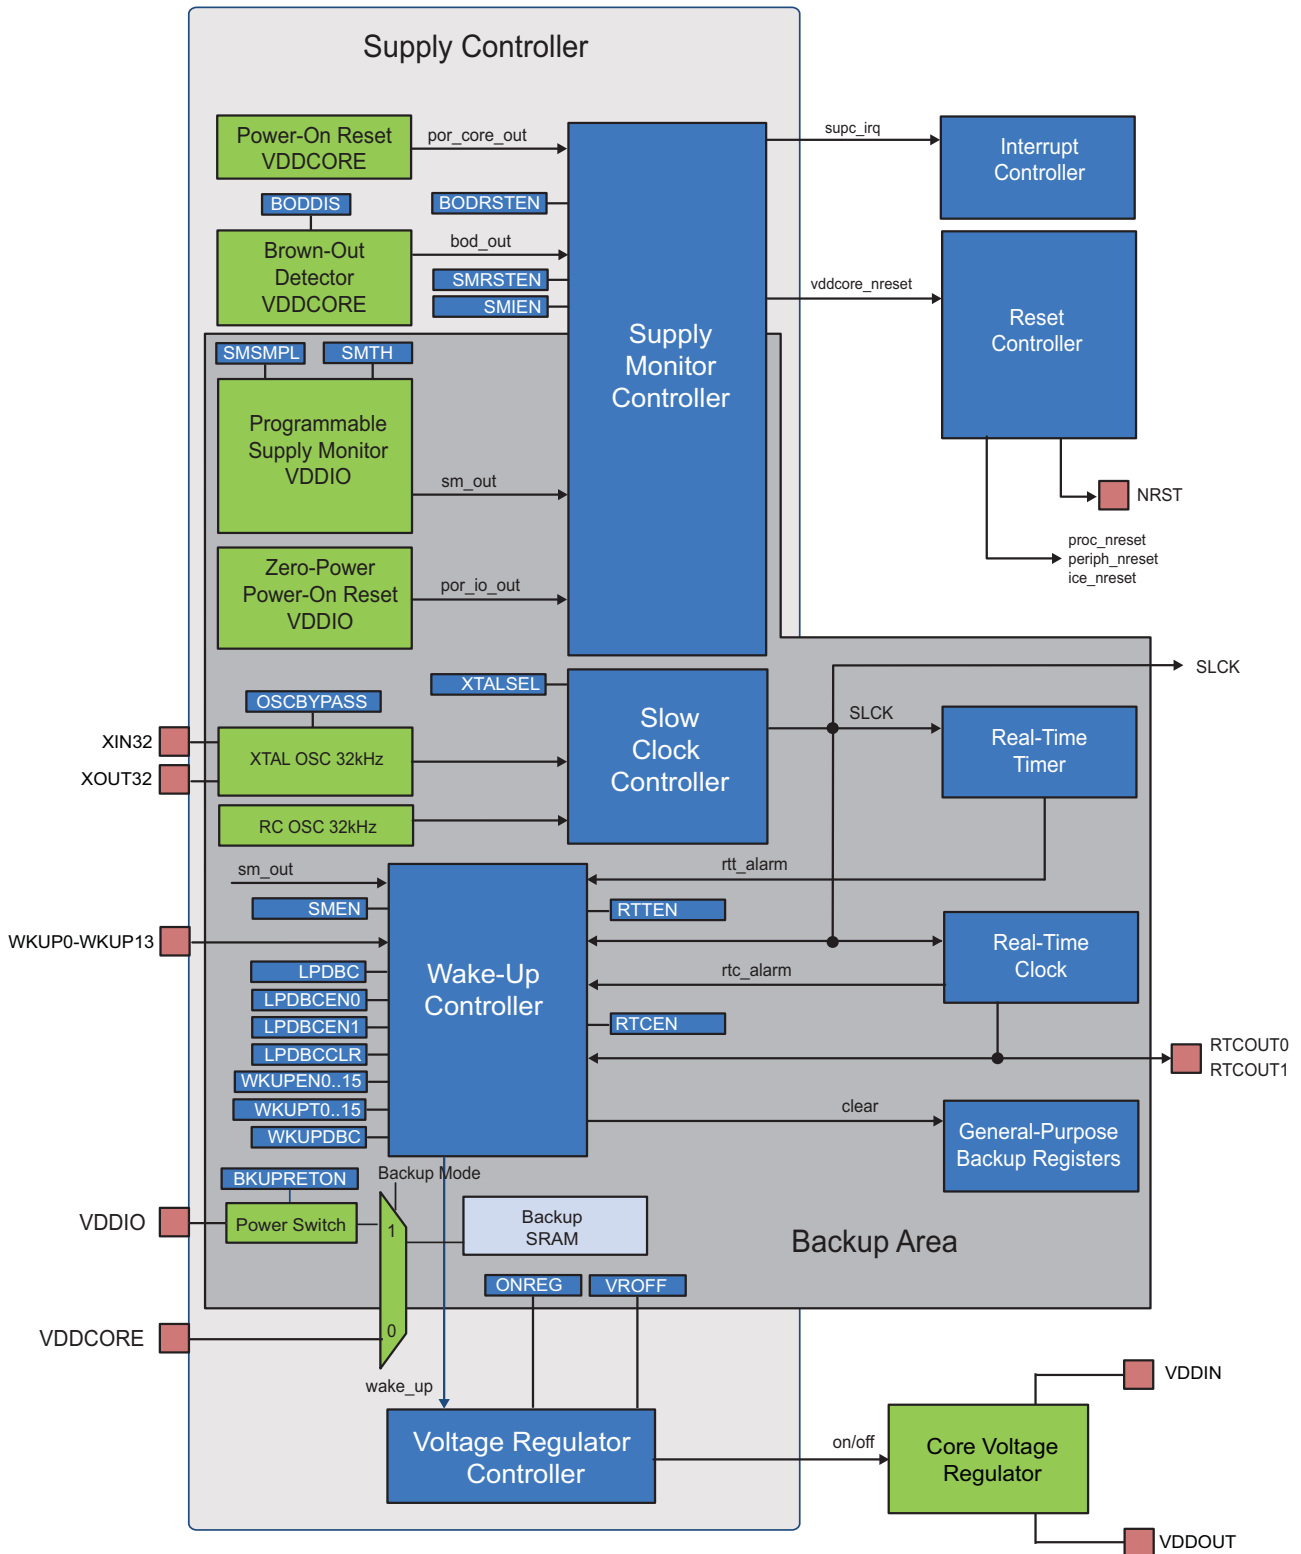 Supply Controller
Power-On Reset
VDDCORE
por_core_out
supc_irq
Interrupt
Controller
BODDIS
BODRSTEN
Brown-Out
Detector
VDDCORE
bod_out
SMRSTEN
SMIEN
vddcore_nreset
Reset
Controller
Supply
Monitor
Controller
SMSMPL
SMTH
Programmable
Supply Monitor
VDDIO
sm_out
NRST
proc_nreset
periph_nreset
ice_nreset
Zero-Power
Power-On Reset
VDDIO
por_io_out
SLCK
XTALSEL
OSCBYPASS
Slow
Clock
Controller
SLCK
Real-Time
Timer
XIN32
XOUT32
XTAL OSC 32kHz
RC OSC 32kHz
sm_out
rtt_alarm
SMEN
RTTEN
WKUP0-WKUP13
Wake-Up
Controller
Real-Time
Clock
LPDBC
rtc_alarm
LPDBCEN0
LPDBCEN1
RTCEN
LPDBCCLR
RTCOUT0
RTCOUT1
WKUPEN0..15
WKUPT0..15
WKUPDBC
clear
General-Purpose
Backup Registers
BKUPRETON
Backup Mode
VDDIO
Power Switch
1
Backup
SRAM
Backup Area
ONREG
VROFF
VDDCORE
0
wake_up
VDDIN
Voltage Regulator
Controller
on/off
Core Voltage
Regulator
VDDOUT